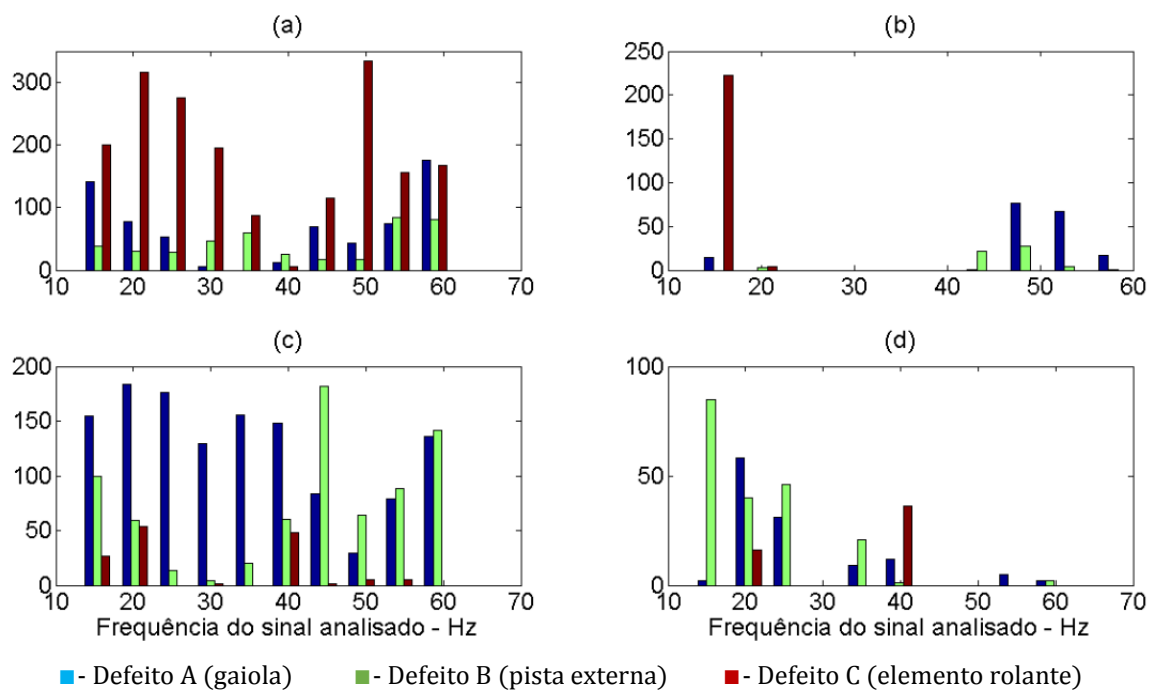 (a)
(b)
300
200
100
0
10 20 30 40 50 60 70
250
200
150
100
50
0
10 20 30 40 50 60
(c)
(d)
200
150
100
50
0
10 20 30 40 50 60 70
Frequência do sinal analisado - Hz
100
50
0
10 20 30 40 50 60 70
Frequência do sinal analisado - Hz
- Defeito A (gaiola) - Defeito B (pista externa) - Defeito C (elemento rolante)